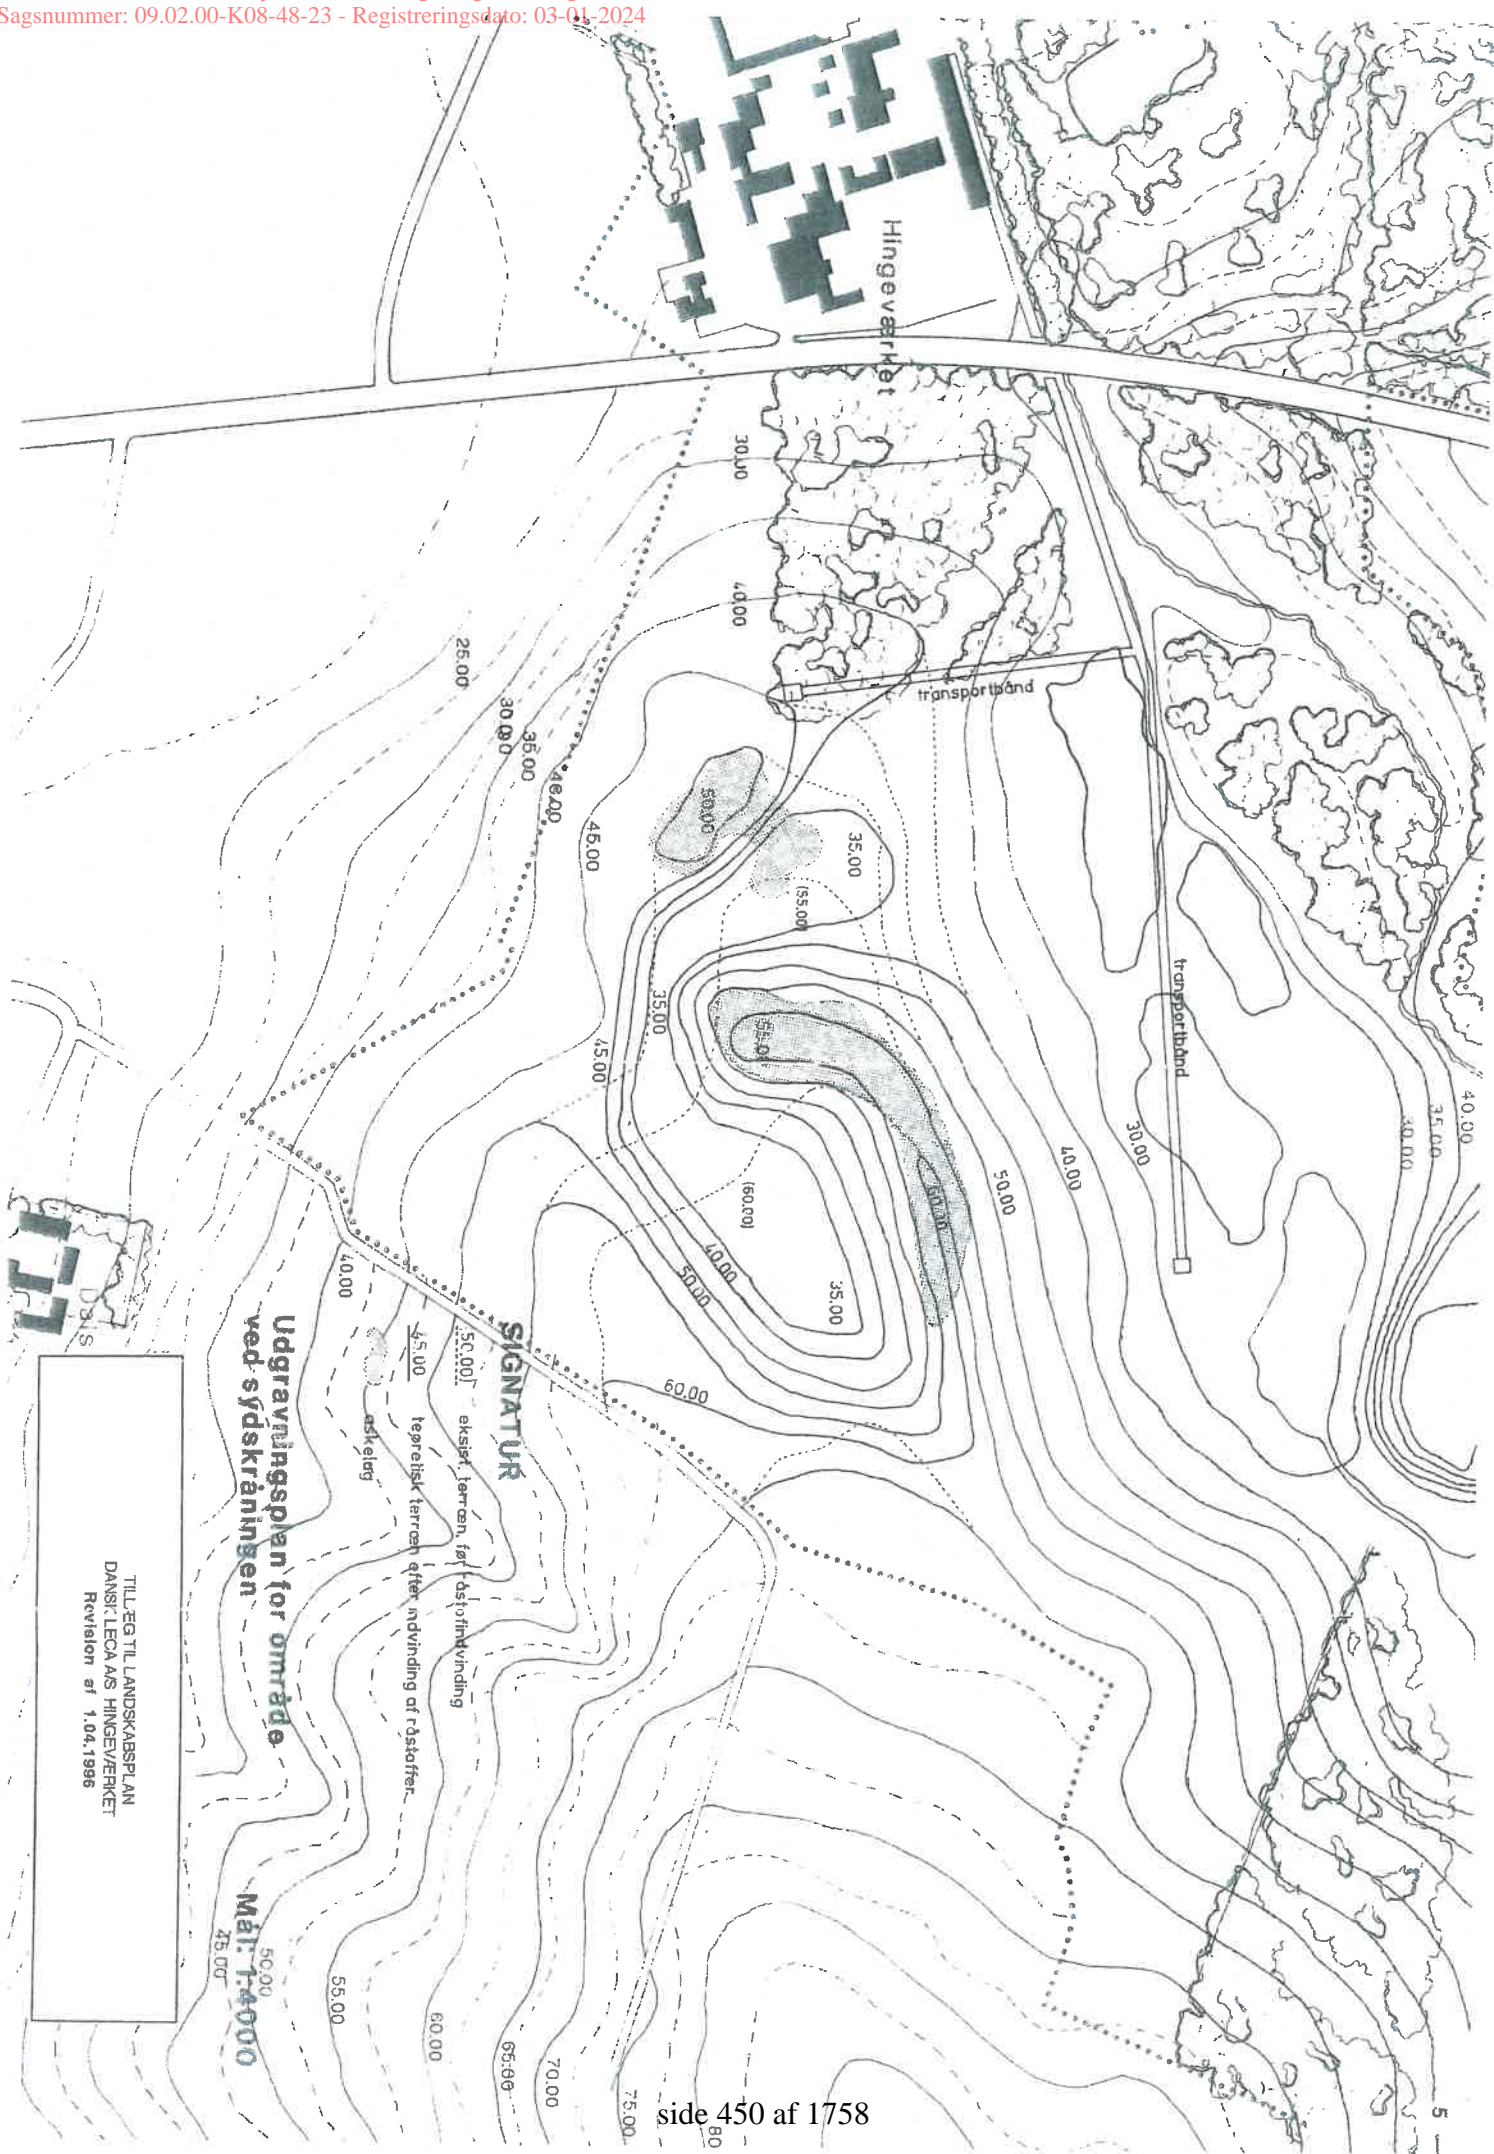 Sagsnummer: 09.02.00-K08-48-23 - Registreringsdato: 03-01-2024
Hingeværket
30.00
40.00
transportbånd
transportbånd
25.00
30.00
35.00
45.00
50.00
35.00
(55.00)
35.00
45.00
(60.00)
40.00
50.00
35.00
60.00
60.00
50.00
40.00
30.00
30.00
35.00
40.00
40.00
SIGNATUR
(50.00) eksist. terræn, før råstofindvinding
45.00 teoretisk terræn efter indvinding af råstoffer
askelag
Udgravningsplan for område
ved sydskråningen
Mål: 1:4000
TILLÆG TIL LANDSKABSPLAN
DANSK LECA A/S HINGEVÆRKET
Revision af 1.04.1996
45.00
50.00
55.00
60.00
65.00
70.00
75.00
80
5
side 450 af 1758